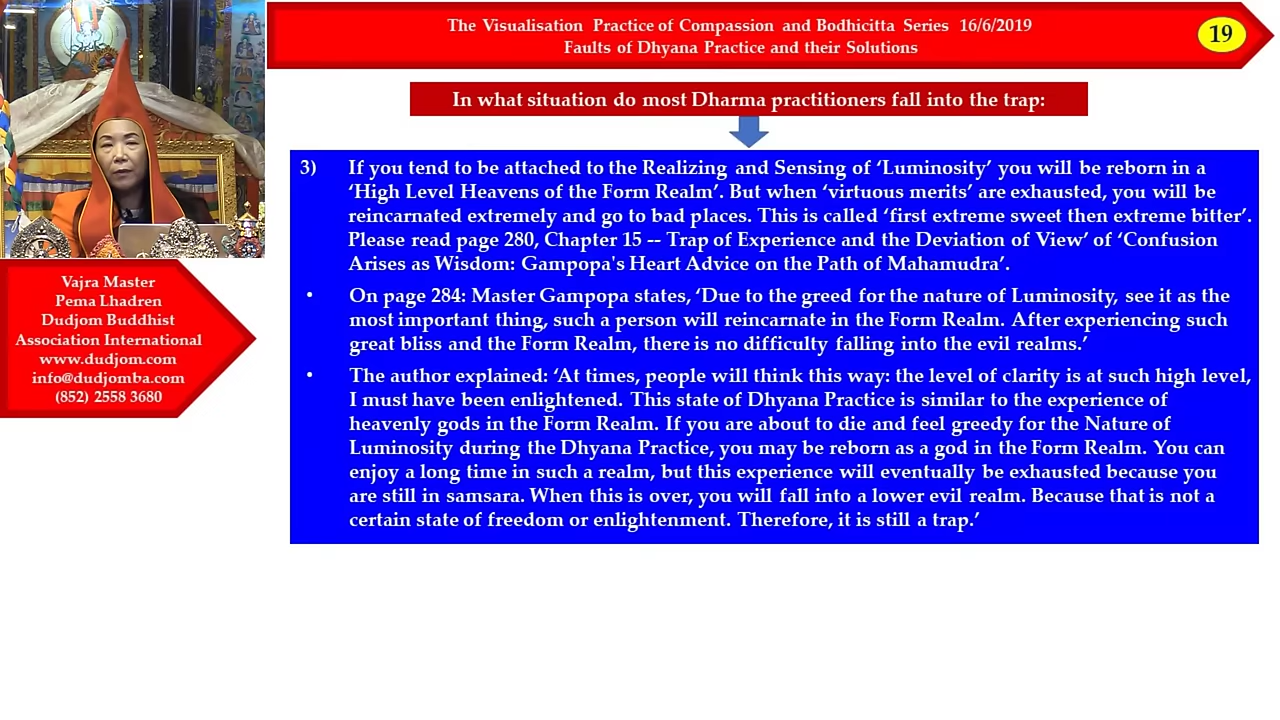 The Visualisation Practice of Compassion and Bodhicitta Series 16/6/2019
Faults of Dhyana Practice and their Solutions
19
In what situation do most Dharma practitioners fall into the trap:
3) If you tend to be attached to the Realizing and Sensing of ‘Luminosity’ you will be reborn in a
‘High Level Heavens of the Form Realm’. But when ‘virtuous merits’ are exhausted, you will be
reincarnated extremely and go to bad places. This is called ‘first extreme sweet then extreme bitter’.
Please read page 280, Chapter 15 -- Trap of Experience and the Deviation of View’ of ‘Confusion
Arises as Wisdom: Gampopa's Heart Advice on the Path of Mahamudra’.
• On page 284: Master Gampopa states, ‘Due to the greed for the nature of Luminosity, see it as the
most important thing, such a person will reincarnate in the Form Realm. After experiencing such
great bliss and the Form Realm, there is no difficulty falling into the evil realms.’
• The author explained: ‘At times, people will think this way: the level of clarity is at such high level,
I must have been enlightened. This state of Dhyana Practice is similar to the experience of
heavenly gods in the Form Realm. If you are about to die and feel greedy for the Nature of
Luminosity during the Dhyana Practice, you may be reborn as a god in the Form Realm. You can
enjoy a long time in such a realm, but this experience will eventually be exhausted because you
are still in samsara. When this is over, you will fall into a lower evil realm. Because that is not a
certain state of freedom or enlightenment. Therefore, it is still a trap.’
Vajra Master
Pema Lhadren
Dudjom Buddhist
Association International
www.dudjom.com
info@dudjomba.com
(852) 2558 3680